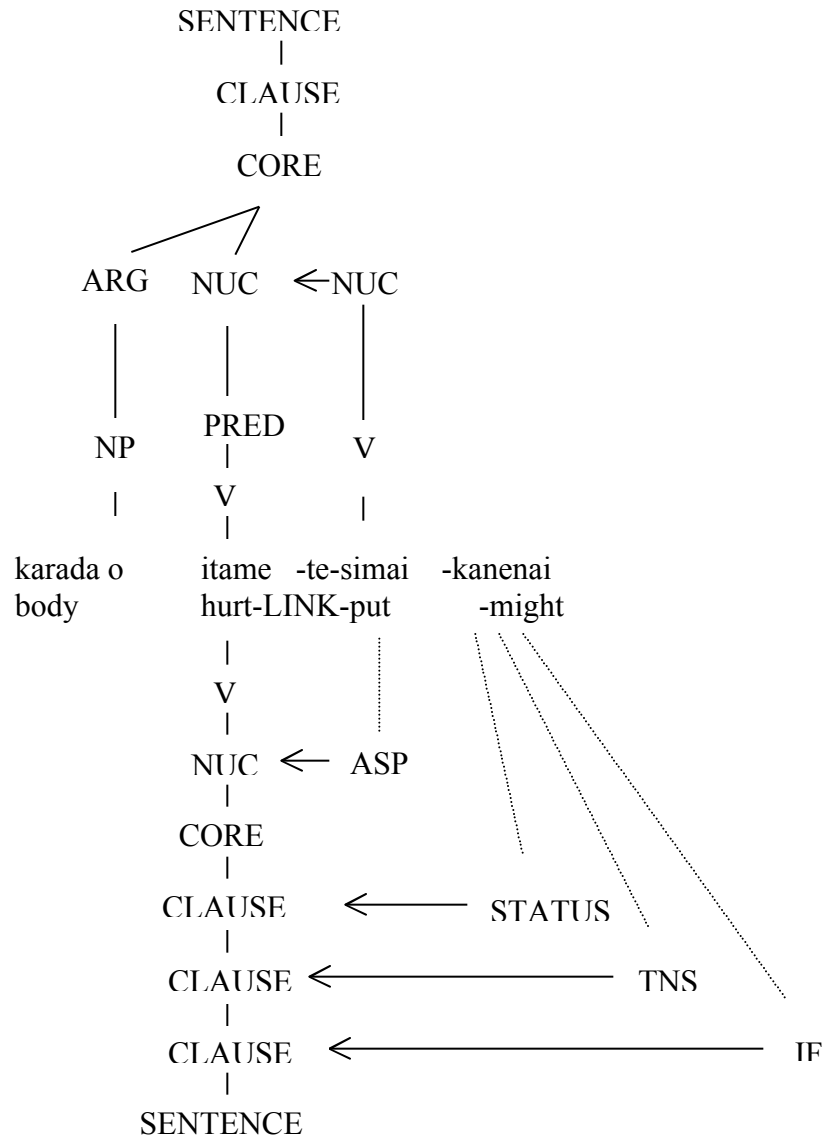 SENTENCE
CLAUSE
CORE
ARG NUC NUC
PRED
NP V
V
karada o itame -te-simai -kanenai
body hurt-LINK-put -might
V
NUC ASP
CORE
CLAUSE STATUS
CLAUSE TNS
CLAUSE IF
SENTENCE